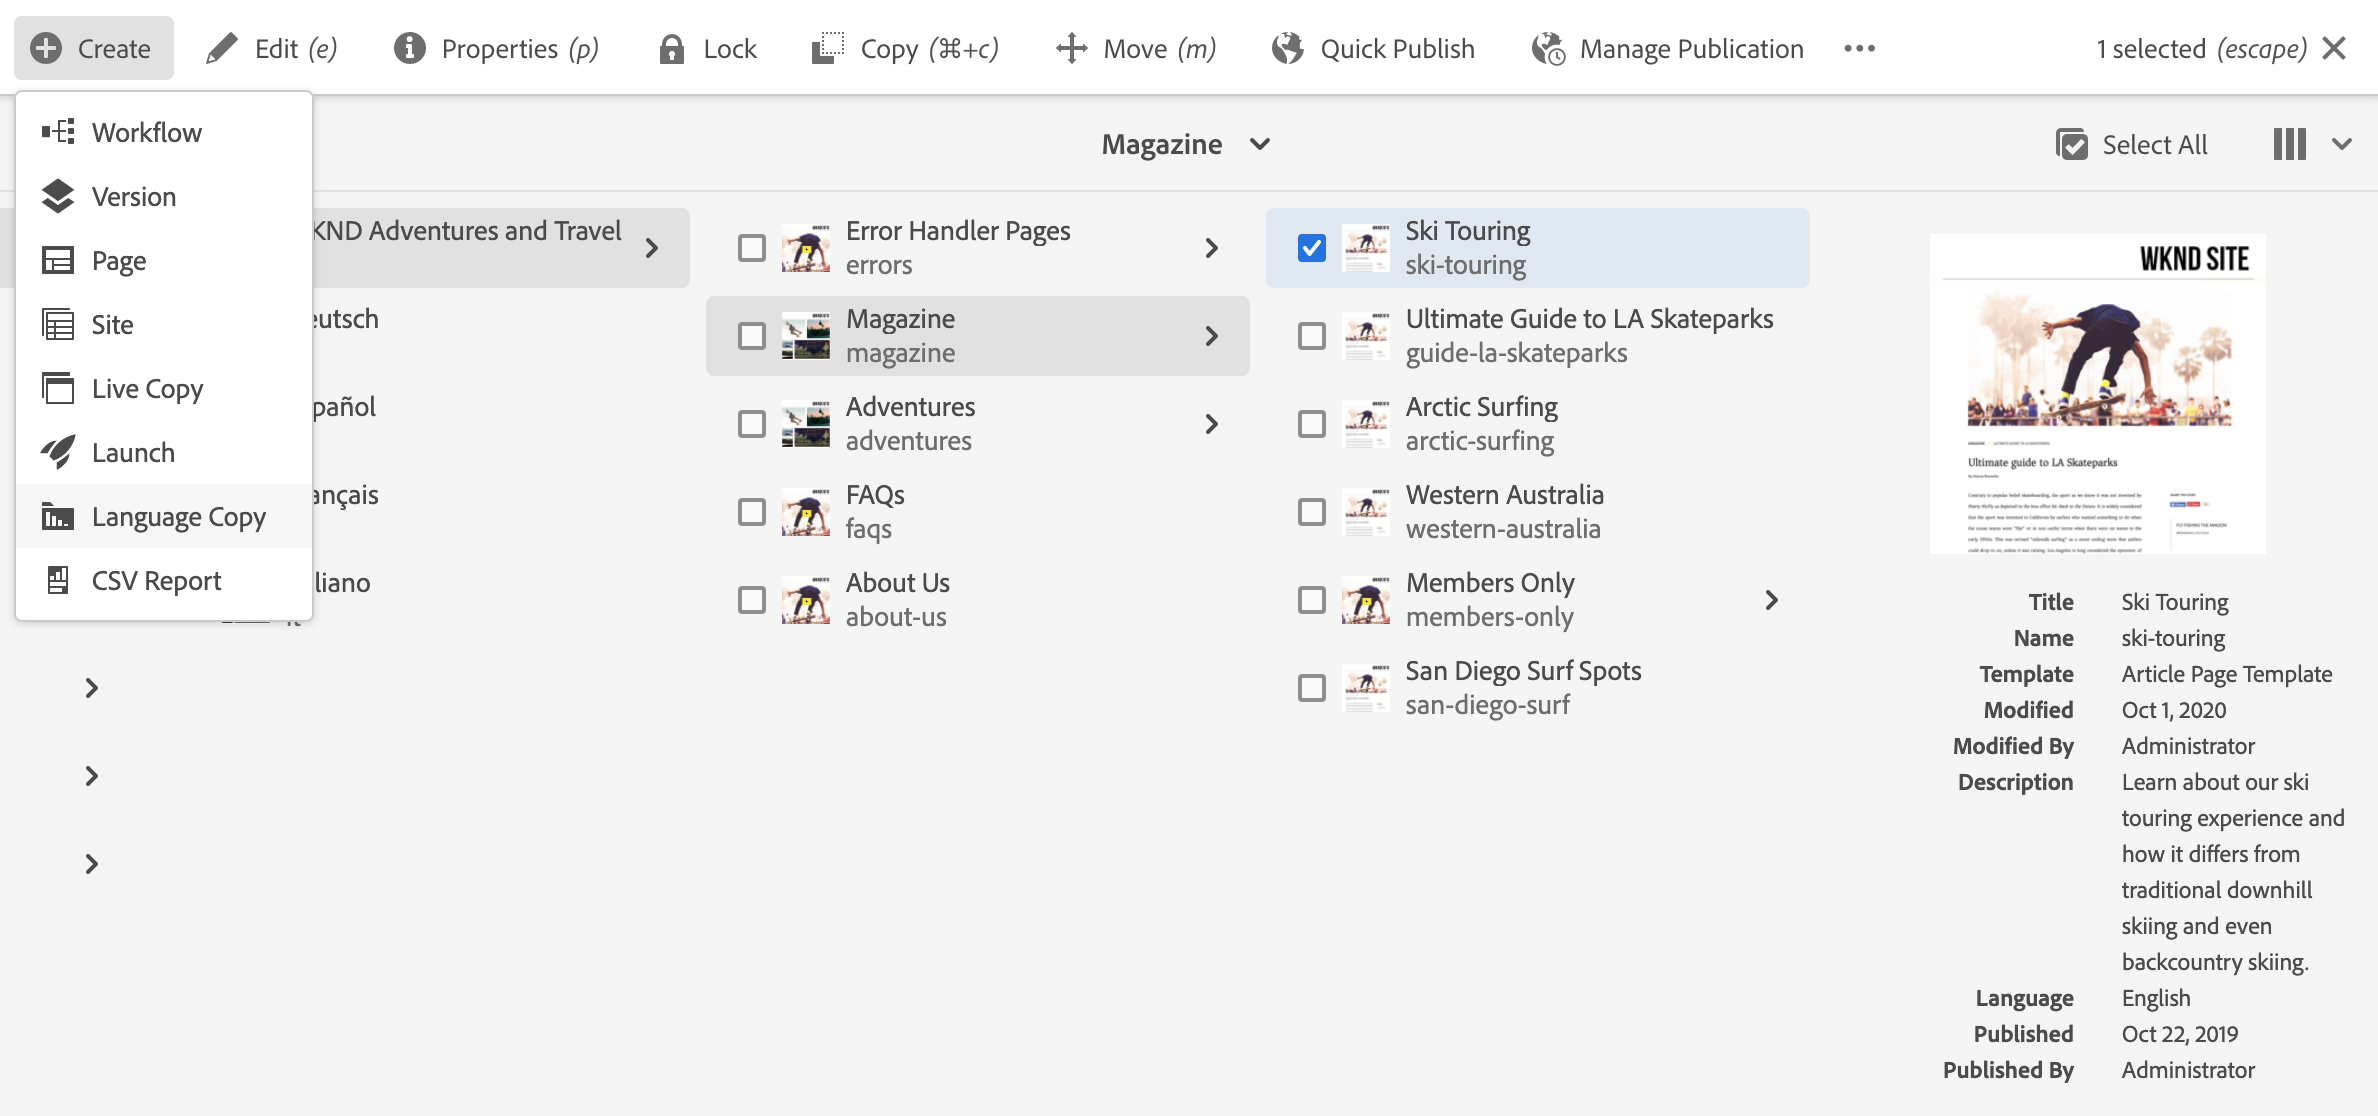 Create
Edit (e)
Properties (p)
Lock
Copy (⌘+c)
Move (m)
Quick Publish
Manage Publication
1 selected (escape)
Workflow
Version
Page
Site
Live Copy
Launch
Language Copy
CSV Report
Magazine
Select All
KND Adventures and Travel
eutsch
pañol
ançais
liano
it
Error Handler Pages
errors
Magazine
magazine
Adventures
adventures
FAQs
faqs
About Us
about-us
Ski Touring
ski-touring
Ultimate Guide to LA Skateparks
guide-la-skateparks
Arctic Surfing
arctic-surfing
Western Australia
western-australia
Members Only
members-only
San Diego Surf Spots
san-diego-surf
WKND SITE
Ultimate guide to LA Skateparks
Title Ski Touring
Name ski-touring
Template Article Page Template
Modified Oct 1, 2020
Modified By Administrator
Description Learn about our ski
touring experience and
how it differs from
traditional downhill
skiing and even
backcountry skiing.
Language English
Published Oct 22, 2019
Published By Administrator